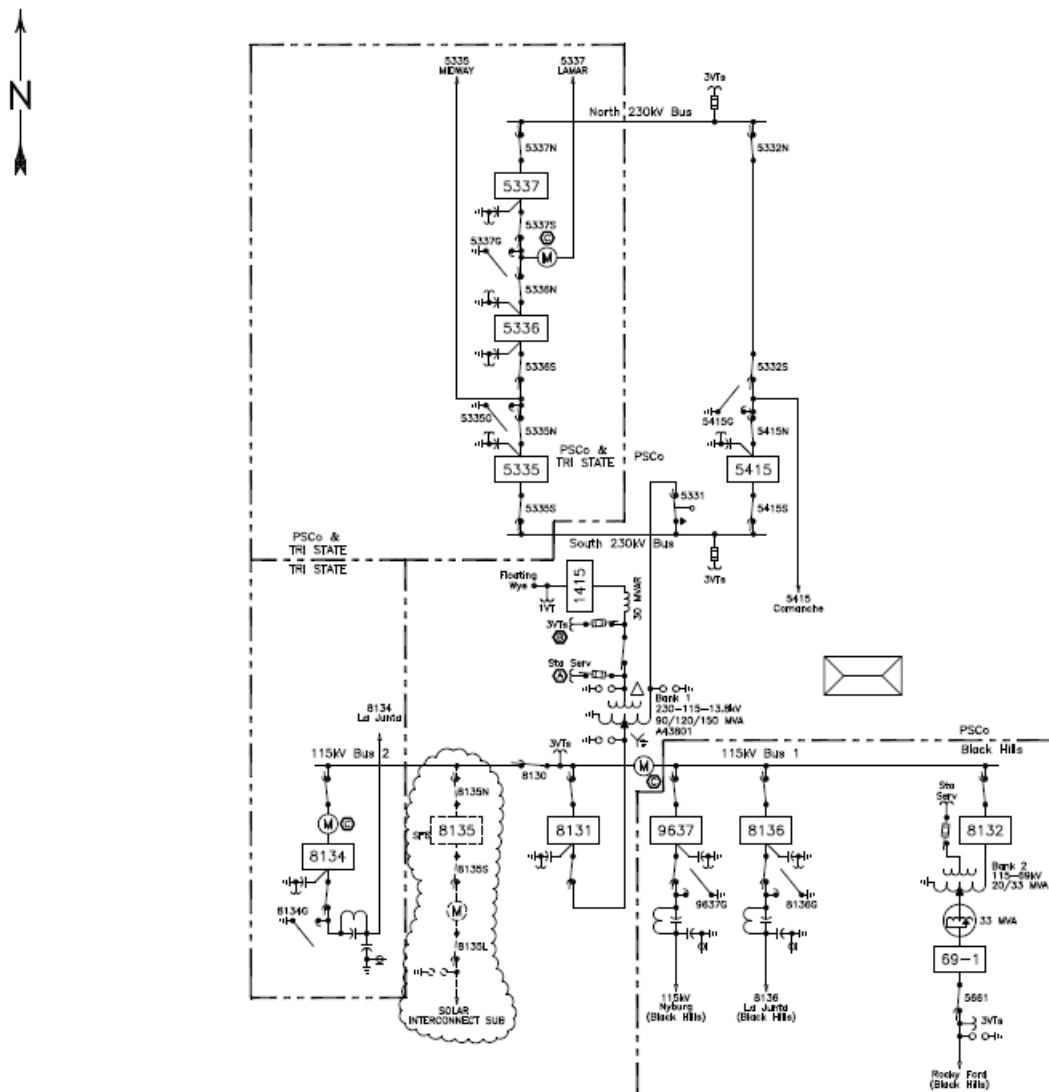 N
5335
MIDWAY
5337
LAMAR
3VTs
North 230kV Bus
5337N
5332N
5337
5337S
5337G
C
M
5336N
5336
5336S
5332S
5335G
5335N
5415G
5415N
PSCo &
TRI STATE
PSCo
5335
5415
5331
5335S
5415S
PSCo &
TRI STATE
South 230kV Bus
TRI STATE
3VTs
Floating
Wye
1415
1VT
30 MVAR
5415
Comanche
3VTs
B
Sta Serv
A
Bank 1
230-115-13.8kV
90/120/150 MVA
A43801
8134
La Junta
PSCo
Black Hills
115kV Bus 2
3VTs
115kV Bus 1
8130
M
C
8135N
Sta
Serv
M
C
8135
8131
9637
8136
8132
8134
8135S
Bank 2
115-69kV
20/33 MVA
8134G
9637G
8136G
M
33 MVA
8135L
69-1
5661
SOLAR
INTERCONNECT SUB
115kV
Nyburg
(Black Hills)
8136
La Junta
(Black Hills)
3VTs
Rocky Ford
(Black Hills)